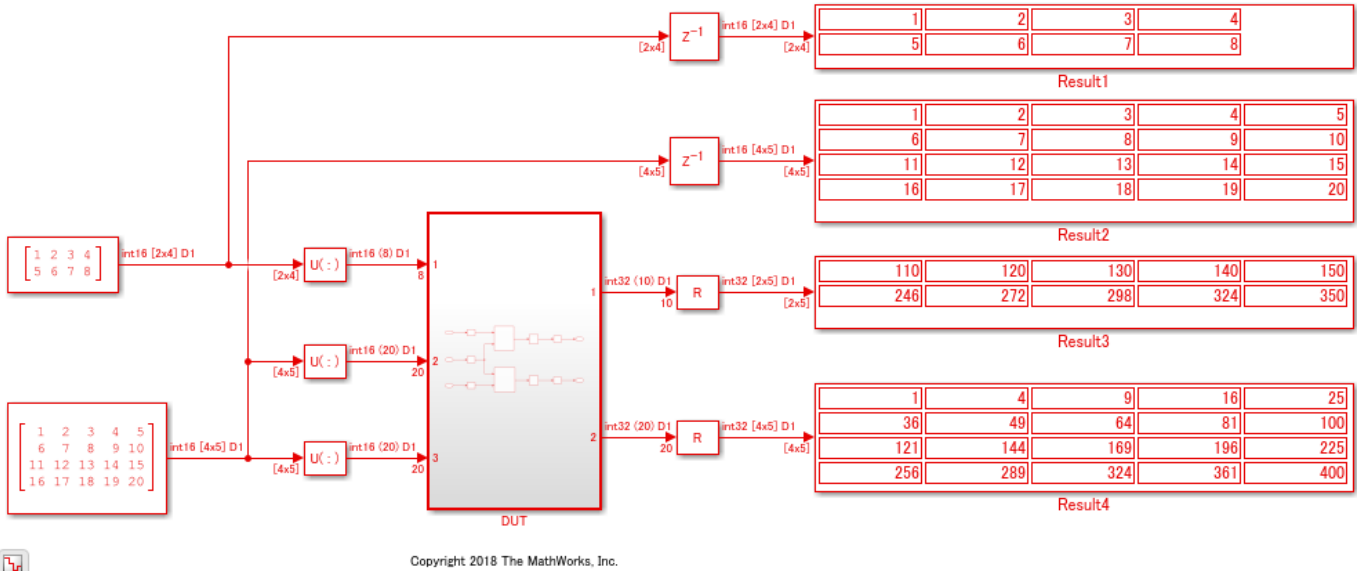 Z⁻¹
int16 [2x4] D1
[2x4]
[2x4]
1 2 3 4
5 6 7 8
Result1
Z⁻¹
int16 [4x5] D1
[4x5]
[4x5]
1 2 3 4 5
6 7 8 9 10
11 12 13 14 15
16 17 18 19 20
Result2
1 2 3 4
5 6 7 8
int16 [2x4] D1
[2x4]
U( : )
int16 (8) D1
8
1
1
int32 (10) D1
10
R
int32 [2x5] D1
[2x5]
110 120 130 140 150
246 272 298 324 350
Result3
[4x5]
U( : )
int16 (20) D1
20
2
1 2 3 4 5
6 7 8 9 10
11 12 13 14 15
16 17 18 19 20
int16 [4x5] D1
[4x5]
U( : )
int16 (20) D1
20
3
2
int32 (20) D1
20
R
int32 [4x5] D1
[4x5]
1 4 9 16 25
36 49 64 81 100
121 144 169 196 225
256 289 324 361 400
Result4
DUT
Copyright 2018 The MathWorks, Inc.